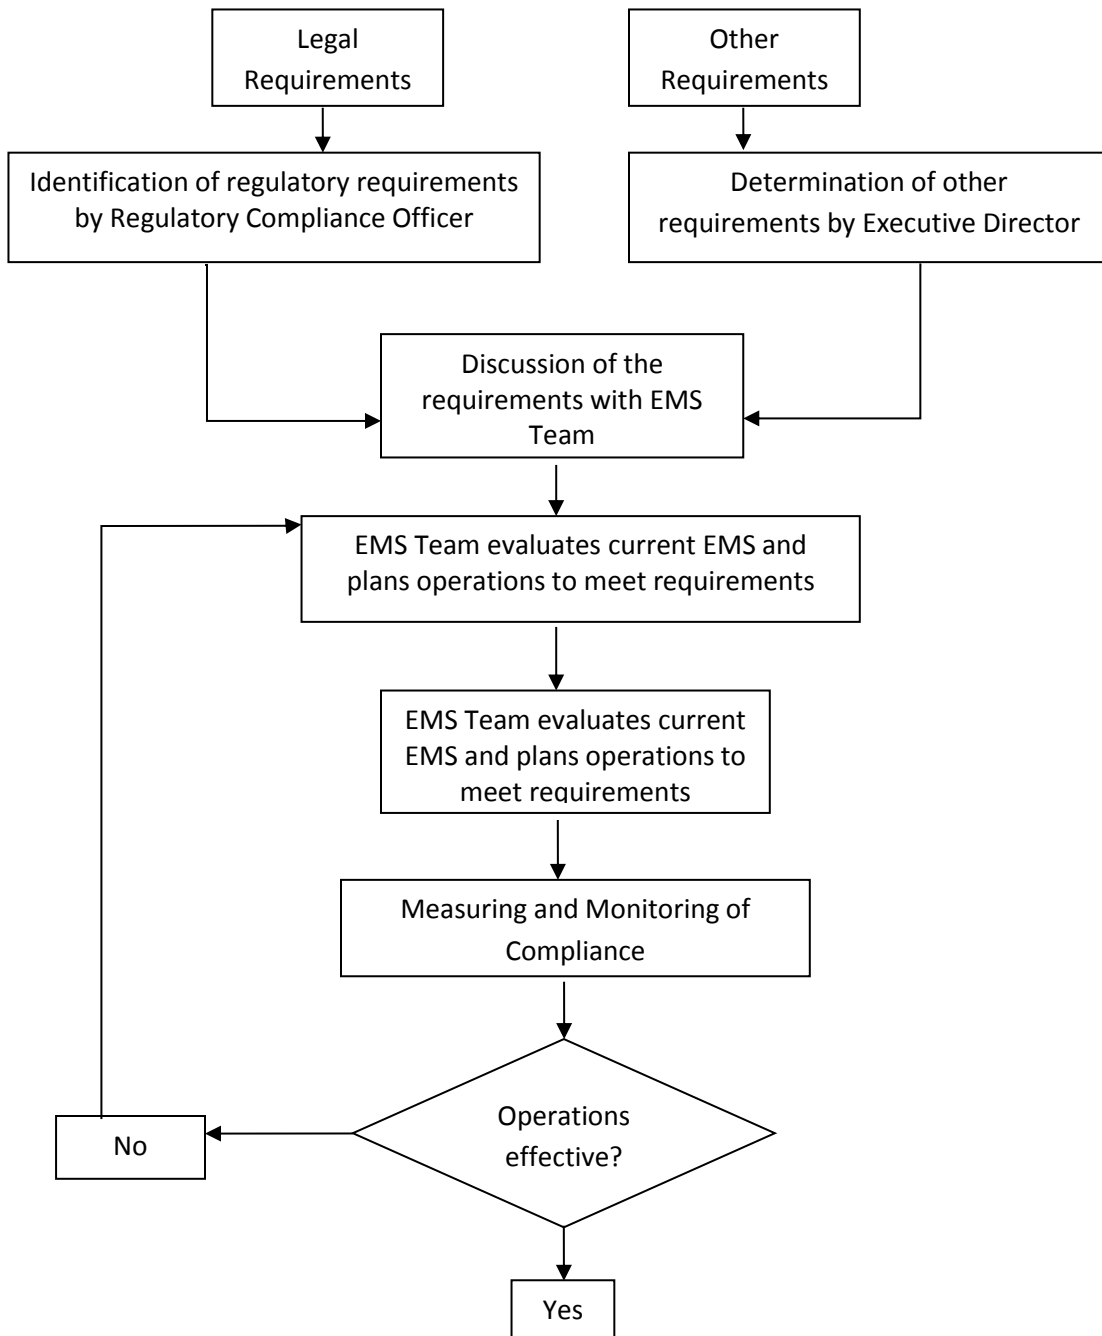 Legal
Requirements
Other
Requirements
Identification of regulatory requirements
by Regulatory Compliance Officer
Determination of other
requirements by Executive Director
Discussion of the
requirements with EMS
Team
EMS Team evaluates current EMS and
plans operations to meet requirements
EMS Team evaluates current
EMS and plans operations to
meet requirements
Measuring and Monitoring of
Compliance
Operations
effective?
No
Yes